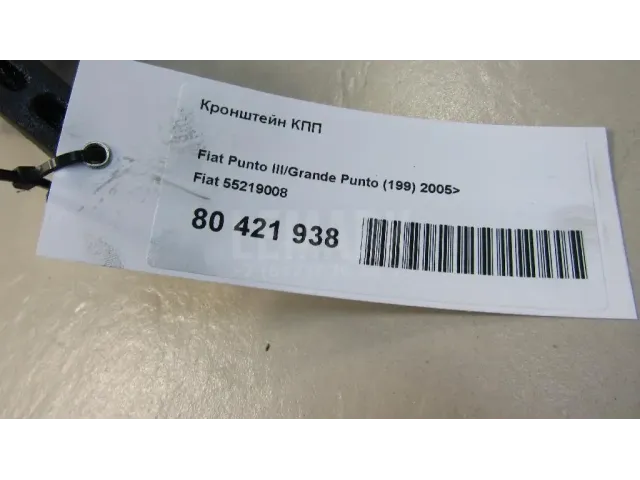 Кронштейн КПП
Fiat Punto III/Grande Punto (199) 2005>
Fiat 55219008
80 421 938